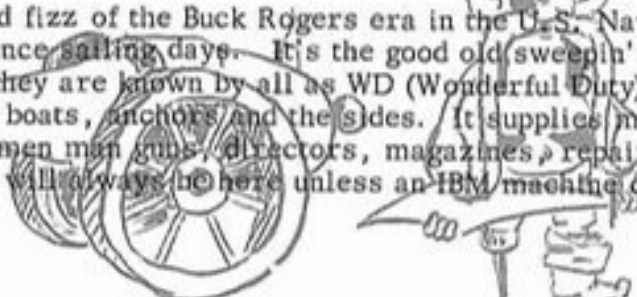 d fizz of the Buck Rogers era in the U.S. Na
nce sailing days. It's the good old sweepin'
hey are known by all as WD (Wonderful Duty)
boats, anchors and the sides. It supplies m
men man guns, directors, magazines, repai
will always be here unless an IBM machine